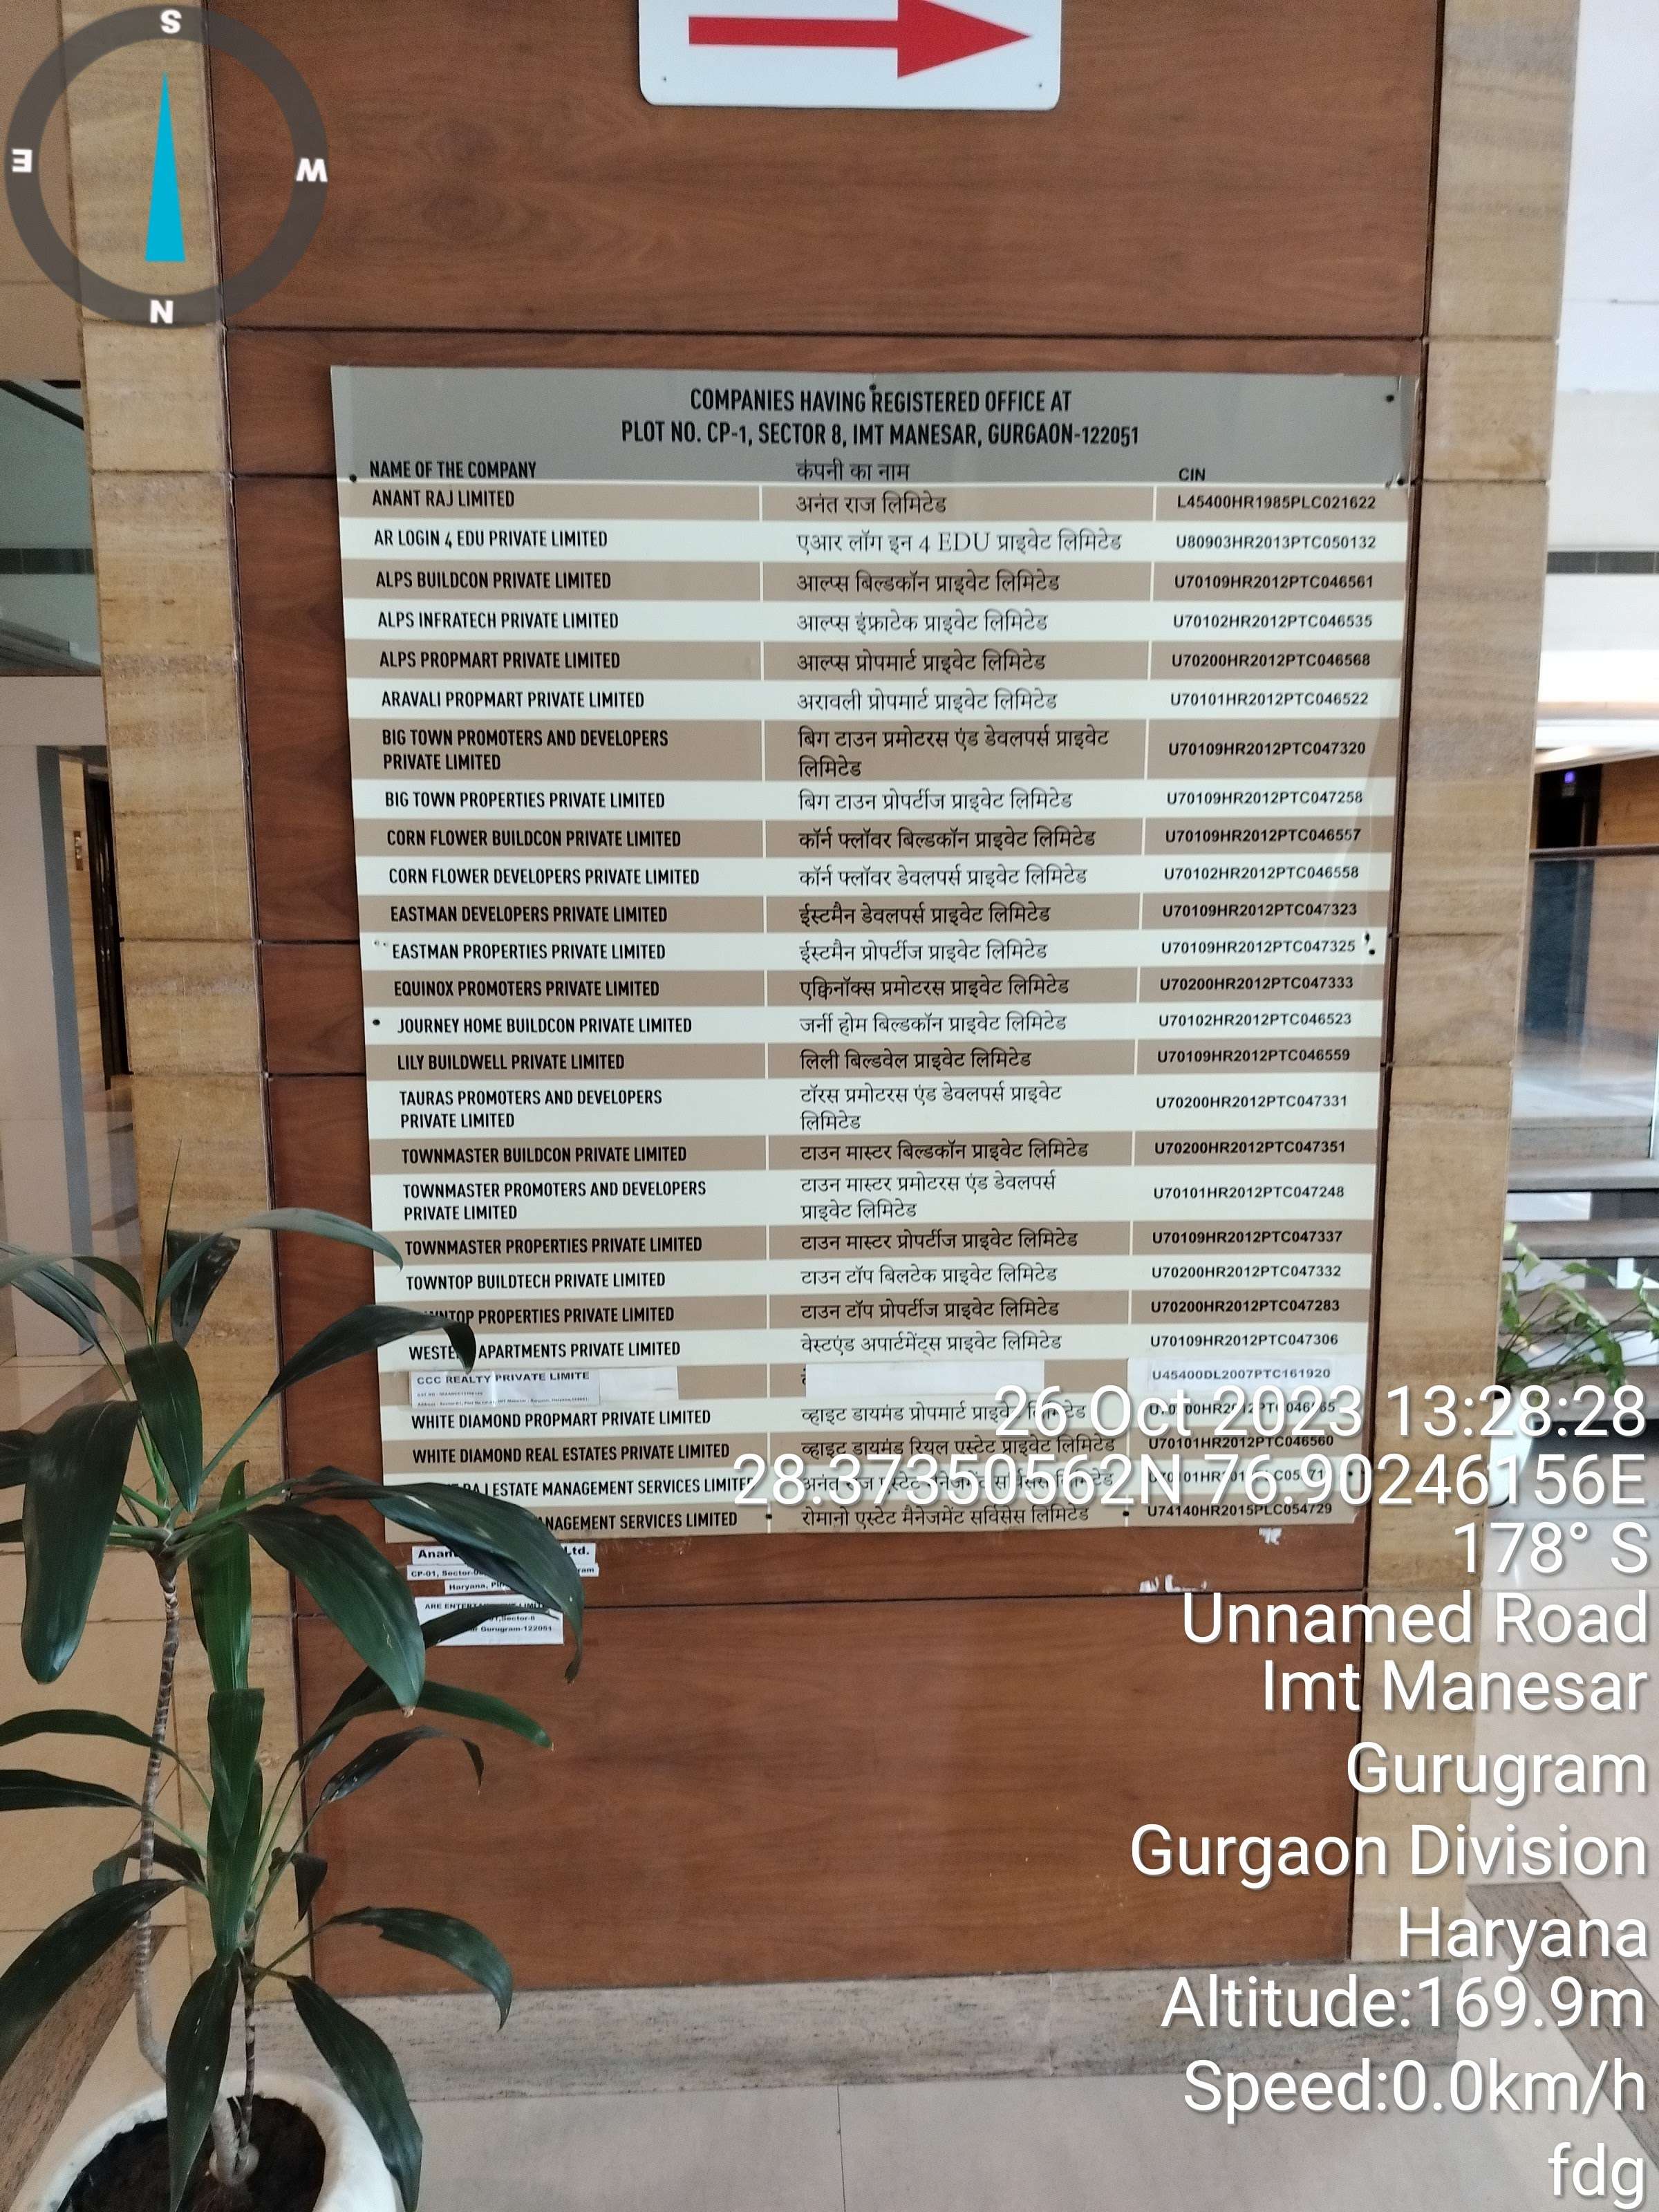 S
E
W
N
COMPANIES HAVING REGISTERED OFFICE AT
PLOT NO. CP-1, SECTOR 8, IMT MANESAR, GURGAON-122051
NAME OF THE COMPANY कंपनी का नाम CIN
ANANT RAJ LIMITED अनंत राज लिमिटेड L45400HR1985PLC021622
AR LOGIN 4 EDU PRIVATE LIMITED एआर लॉग इन 4 EDU प्राइवेट लिमिटेड U80903HR2013PTC050132
ALPS BUILDCON PRIVATE LIMITED आल्प्स बिल्डकॉन प्राइवेट लिमिटेड U70109HR2012PTC046561
ALPS INFRATECH PRIVATE LIMITED आल्प्स इंफ्राटेक प्राइवेट लिमिटेड U70102HR2012PTC046535
ALPS PROPMART PRIVATE LIMITED आल्प्स प्रोपमार्ट प्राइवेट लिमिटेड U70200HR2012PTC046568
ARAVALI PROPMART PRIVATE LIMITED अरावली प्रोपमार्ट प्राइवेट लिमिटेड U70101HR2012PTC046522
BIG TOWN PROMOTERS AND DEVELOPERS बिग टाउन प्रमोटरस एंड डेवलपर्स प्राइवेट U70109HR2012PTC047320
PRIVATE LIMITED लिमिटेड
BIG TOWN PROPERTIES PRIVATE LIMITED बिग टाउन प्रोपर्टीज प्राइवेट लिमिटेड U70109HR2012PTC047258
CORN FLOWER BUILDCON PRIVATE LIMITED कॉर्न फ्लॉवर बिल्डकॉन प्राइवेट लिमिटेड U70109HR2012PTC046557
CORN FLOWER DEVELOPERS PRIVATE LIMITED कॉर्न फ्लॉवर डेवलपर्स प्राइवेट लिमिटेड U70102HR2012PTC046558
EASTMAN DEVELOPERS PRIVATE LIMITED ईस्टमैन डेवलपर्स प्राइवेट लिमिटेड U70109HR2012PTC047323
EASTMAN PROPERTIES PRIVATE LIMITED ईस्टमैन प्रोपर्टीज प्राइवेट लिमिटेड U70109HR2012PTC047325
EQUINOX PROMOTERS PRIVATE LIMITED एक्विनॉक्स प्रमोटरस प्राइवेट लिमिटेड U70200HR2012PTC047333
JOURNEY HOME BUILDCON PRIVATE LIMITED जर्नी होम बिल्डकॉन प्राइवेट लिमिटेड U70102HR2012PTC046523
LILY BUILDWELL PRIVATE LIMITED लिली बिल्डवेल प्राइवेट लिमिटेड U70109HR2012PTC046559
TAURAS PROMOTERS AND DEVELOPERS टॉरस प्रमोटरस एंड डेवलपर्स प्राइवेट U70200HR2012PTC047331
PRIVATE LIMITED लिमिटेड
TOWNMASTER BUILDCON PRIVATE LIMITED टाउन मास्टर बिल्डकॉन प्राइवेट लिमिटेड U70200HR2012PTC047351
TOWNMASTER PROMOTERS AND DEVELOPERS टाउन मास्टर प्रमोटरस एंड डेवलपर्स U70101HR2012PTC047248
PRIVATE LIMITED प्राइवेट लिमिटेड
TOWNMASTER PROPERTIES PRIVATE LIMITED टाउन मास्टर प्रोपर्टीज प्राइवेट लिमिटेड U70109HR2012PTC047337
TOWNTOP BUILDTECH PRIVATE LIMITED टाउन टॉप बिलटेक प्राइवेट लिमिटेड U70200HR2012PTC047332
PROPERTIES PRIVATE LIMITED टाउन टॉप प्रोपर्टीज प्राइवेट लिमिटेड U70200HR2012PTC047283
APARTMENTS PRIVATE LIMITED वेस्टएंड अपार्टमेंट्स प्राइवेट लिमिटेड U70109HR2012PTC047306
CCC REALTY PRIVATE LIMITE U45400DL2007PTC161920
WHITE DIAMOND PROPMART PRIVATE LIMITED व्हाइट डायमंड प्रोपमार्ट प्राइवेट लिमिटेड
WHITE DIAMOND REAL ESTATES PRIVATE LIMITED व्हाइट डायमंड रियल एस्टेट प्राइवेट लिमिटेड U70101HR2012PTC046560
ESTATE MANAGEMENT SERVICES LIMITED अनंत राज एस्टेट मैनेजमेंट सर्विसेस लिमिटेड
SERVICES LIMITED रोमानो एस्टेट मैनेजमेंट सर्विसेस लिमिटेड U74140HR2015PLC054729
Ltd.
Haryana,
ARE
Gurugram-122051
26 Oct 2023 13:28:28
28.37350562N 76.90246156E
178° S
Unnamed Road
Imt Manesar
Gurugram
Gurgaon Division
Haryana
Altitude:169.9m
Speed:0.0km/h
fdg